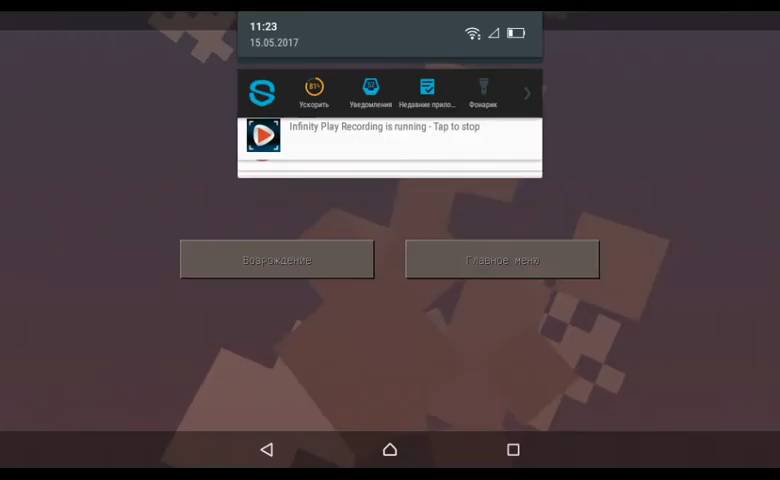 11:23
15.05.2017
81%
Ускорить
Уведомления
Недавние прило...
Фонарик
Infinity Play Recording is running - Tap to stop
Возрождение
Главное меню